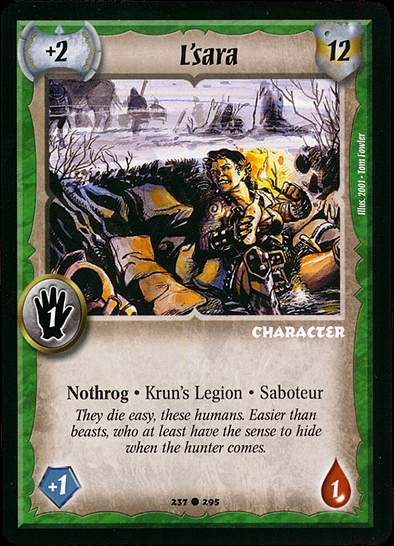 +2
L'sara
12
Illus. 2001 • Tom Fowler
1
CHARACTER
Nothrog • Krun's Legion • Saboteur
They die easy, these humans. Easier than
beasts, who at least have the sense to hide
when the hunter comes.
+1
237 ● 295
1